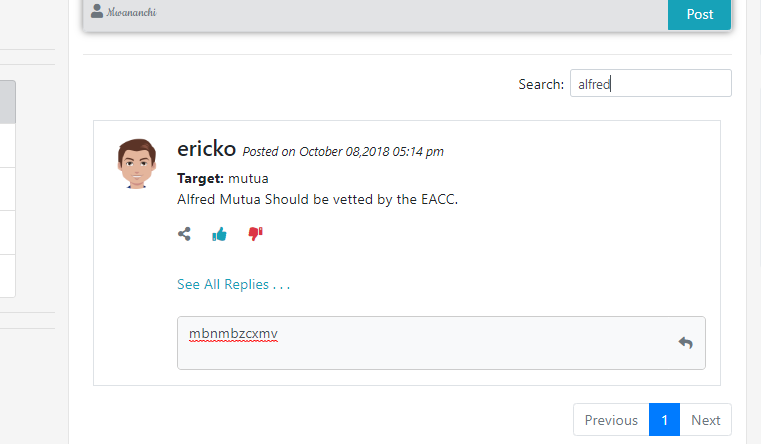 Mwananchi
Post
Search: alfred
ericko Posted on October 08,2018 05:14 pm
Target: mutua
Alfred Mutua Should be vetted by the EACC.
See All Replies . . .
mbnmbzcxmv
Previous 1 Next